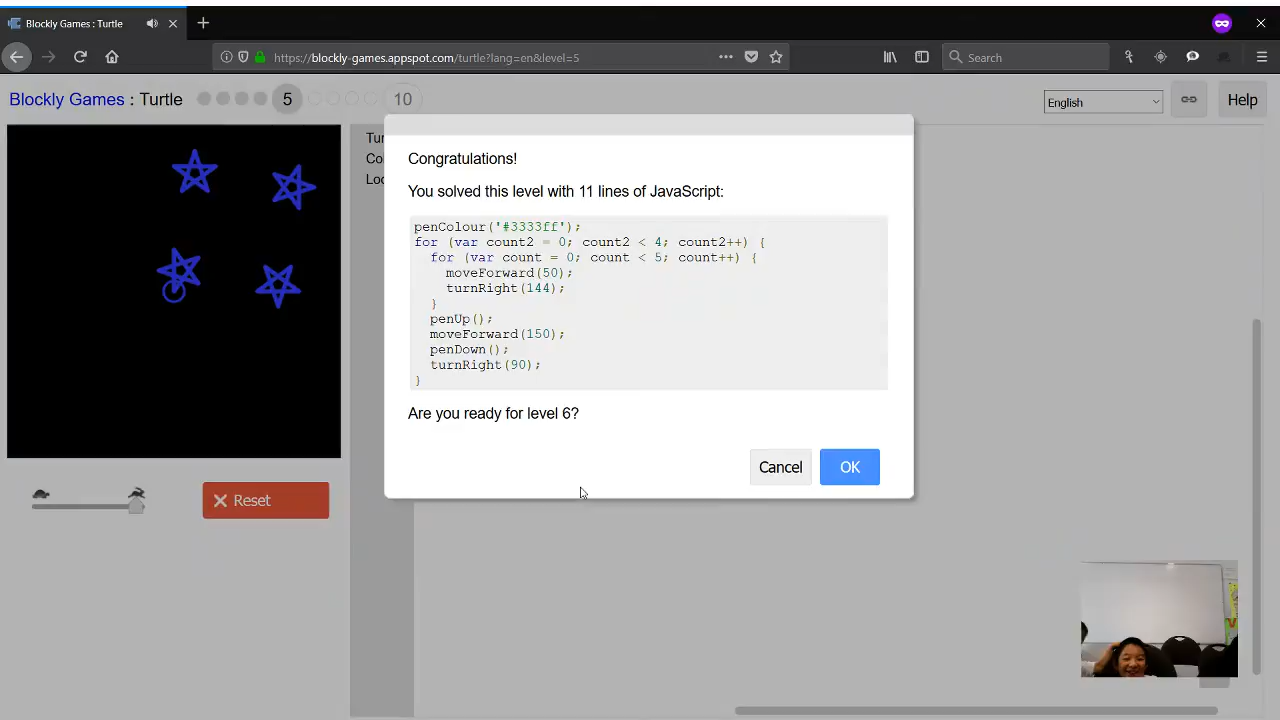 Blockly Games : Turtle
https://blockly-games.appspot.com/turtle?lang=en&level=5
Search
Blockly Games : Turtle
5
10
English
Help
Congratulations!
You solved this level with 11 lines of JavaScript:
penColour('#3333ff');
for (var count2 = 0; count2 < 4; count2++) {
for (var count = 0; count < 5; count++) {
moveForward(50);
turnRight(144);
}
penUp();
moveForward(150);
penDown();
turnRight(90);
}
Are you ready for level 6?
Cancel
OK
Reset